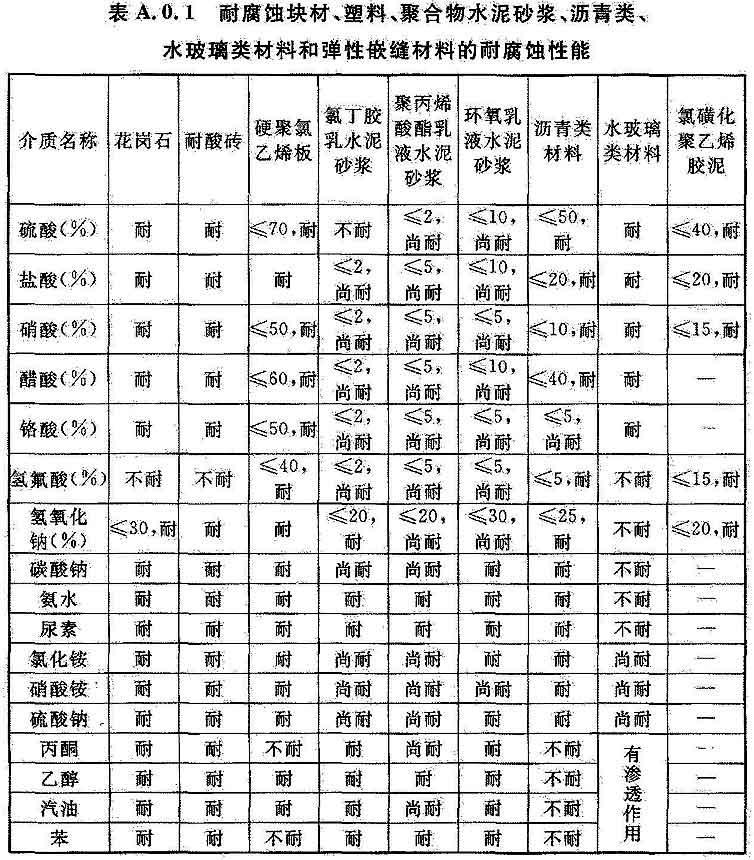 表 A.0.1 耐腐蚀块材、塑料、聚合物水泥砂浆、沥青类、
水玻璃类材料和弹性嵌缝材料的耐腐蚀性能
介质名称 花岗石 耐酸砖 硬聚氯乙烯板 氯丁胶乳水泥砂浆 聚丙烯酸酯乳液水泥砂浆 环氧乳液水泥砂浆 沥青类材料 水玻璃类材料 氯磺化聚乙烯胶泥
硫酸(%) 耐 耐 ≤70,耐 不耐 ≤2,尚耐 ≤10,尚耐 ≤50,耐 耐 ≤40,耐
盐酸(%) 耐 耐 耐 ≤2,尚耐 ≤5,尚耐 ≤10,尚耐 ≤20,耐 耐 ≤20,耐
硝酸(%) 耐 耐 ≤50,耐 ≤2,尚耐 ≤5,尚耐 ≤5,尚耐 ≤10,耐 耐 ≤15,耐
醋酸(%) 耐 耐 ≤60,耐 ≤2,尚耐 ≤5,尚耐 ≤10,尚耐 ≤40,耐 耐 —
铬酸(%) 耐 耐 ≤50,耐 ≤2,尚耐 ≤5,尚耐 ≤5,尚耐 ≤5,尚耐 耐 —
氢氟酸(%) 不耐 不耐 ≤40,耐 ≤2,尚耐 ≤5,尚耐 ≤5,尚耐 ≤5,耐 不耐 ≤15,耐
氢氧化钠(%) ≤30,耐 耐 耐 ≤20,耐 ≤20,尚耐 ≤30,尚耐 ≤25,耐 不耐 ≤20,耐
碳酸钠 耐 耐 耐 尚耐 尚耐 耐 耐 不耐 —
氨水 耐 耐 耐 耐 耐 耐 耐 不耐 —
尿素 耐 耐 耐 耐 耐 耐 耐 不耐 —
氯化铵 耐 耐 耐 尚耐 尚耐 耐 耐 尚耐 —
硝酸铵 耐 耐 耐 尚耐 尚耐 尚耐 耐 尚耐 —
硫酸钠 耐 耐 耐 尚耐 尚耐 耐 耐 尚耐 —
丙酮 耐 耐 不耐 耐 尚耐 耐 不耐 有渗透作用 —
乙醇 耐 耐 耐 耐 耐 耐 不耐 —
汽油 耐 耐 耐 耐 尚耐 耐 不耐 —
苯 耐 耐 不耐 耐 耐 耐 不耐 —